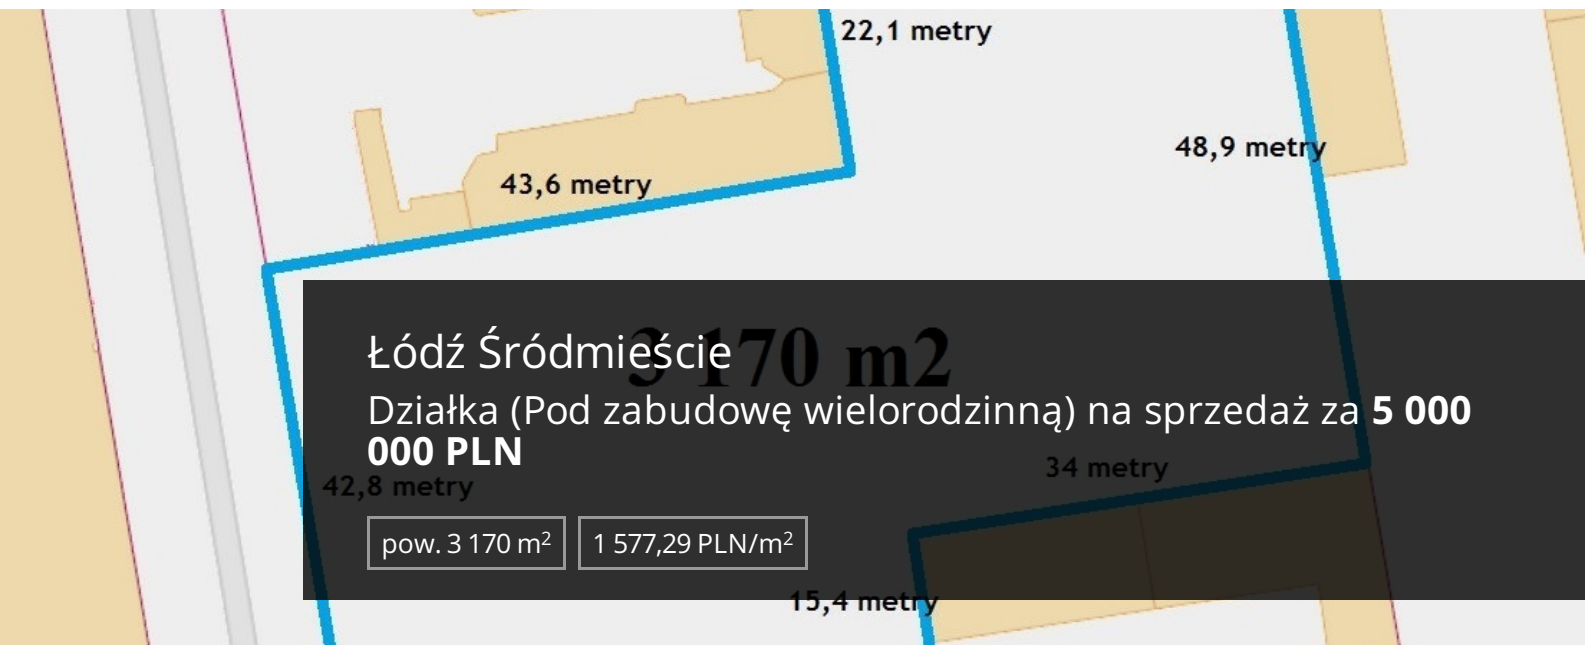 22,1 metry
48,9 metry
43,6 metry
3 170 m2
Łódź Śródmieście
Działka (Pod zabudowę wielorodzinną) na sprzedaż za 5 000
000 PLN
34 metry
42,8 metry
pow. 3 170 m²
1 577,29 PLN/m²
15,4 metry